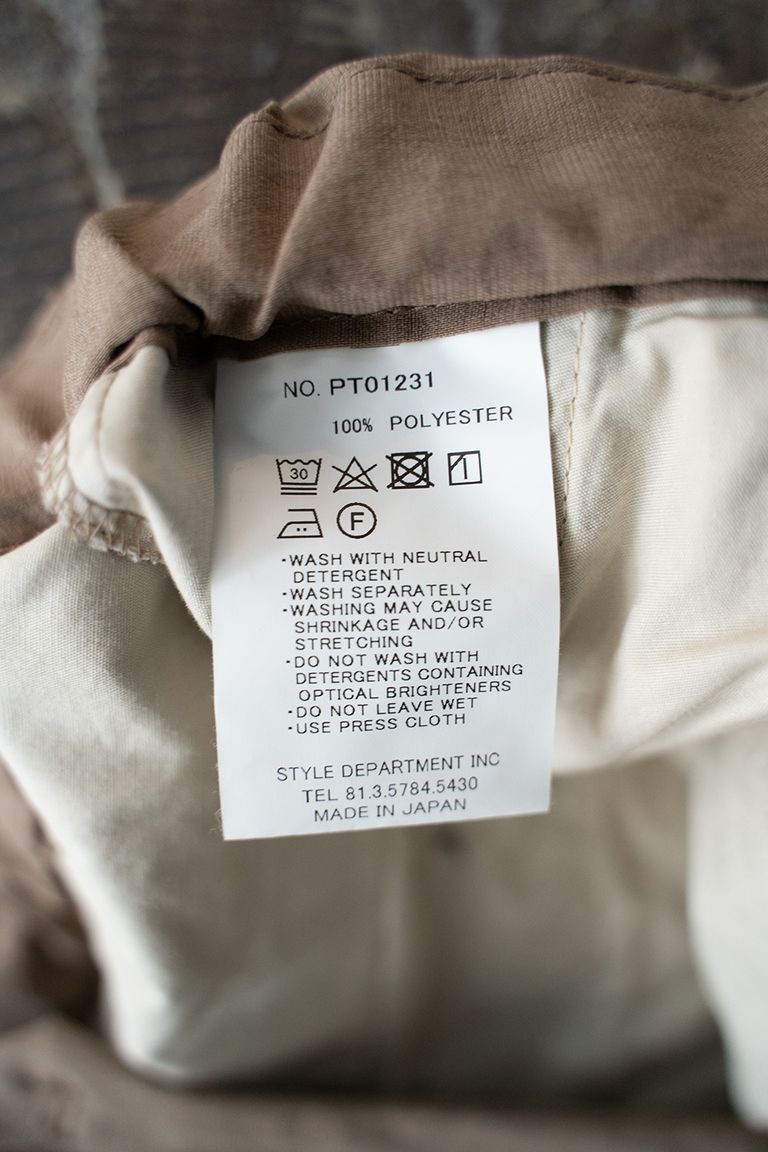 NO. PT01231
100% POLYESTER
30
F
·WASH WITH NEUTRAL
DETERGENT
·WASH SEPARATELY
·WASHING MAY CAUSE
SHRINKAGE AND/OR
STRETCHING
·DO NOT WASH WITH
DETERGENTS CONTAINING
OPTICAL BRIGHTENERS
·DO NOT LEAVE WET
·USE PRESS CLOTH
STYLE DEPARTMENT INC
TEL 81.3.5784.5430
MADE IN JAPAN